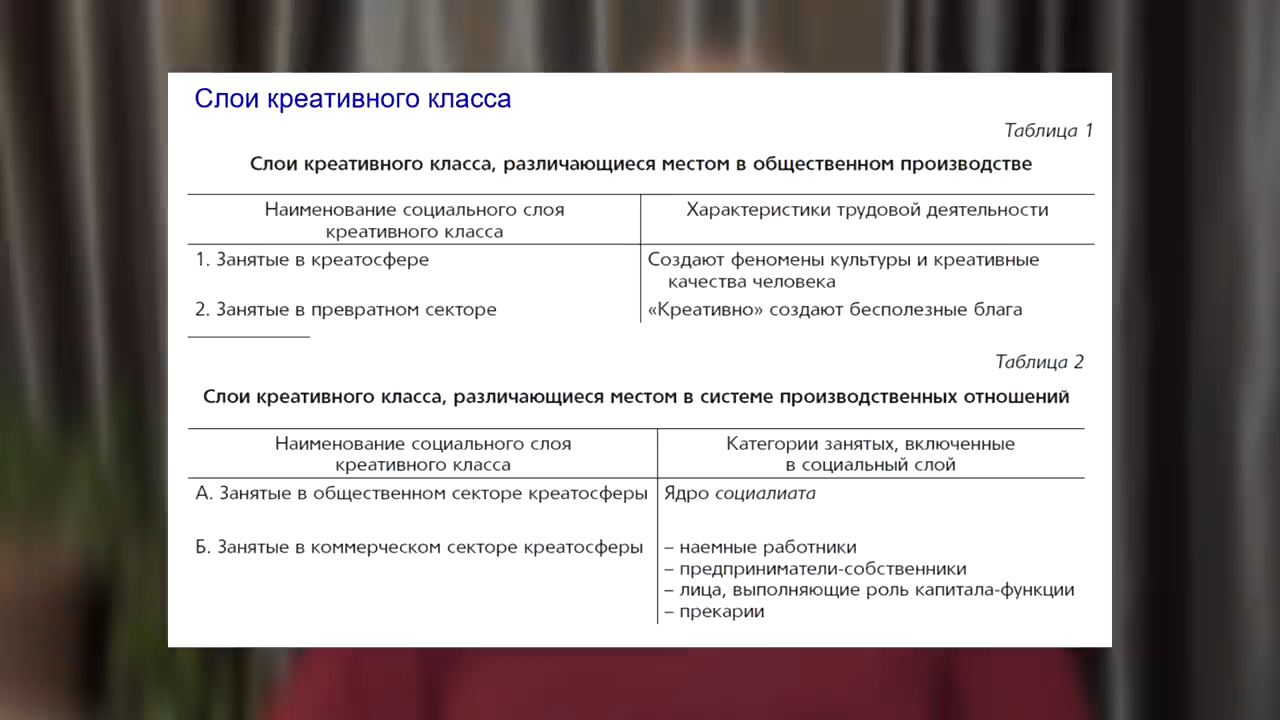 Слои креативного класса
Таблица 1
Слои креативного класса, различающиеся местом в общественном производстве
Наименование социального слоя
креативного класса
Характеристики трудовой деятельности
1. Занятые в креатосфере
Создают феномены культуры и креативные
качества человека
2. Занятые в превратном секторе
«Креативно» создают бесполезные блага
Таблица 2
Слои креативного класса, различающиеся местом в системе производственных отношений
Наименование социального слоя
креативного класса
Категории занятых, включенные
в социальный слой
А. Занятые в общественном секторе креатосферы
Ядро социалиата
Б. Занятые в коммерческом секторе креатосферы
– наемные работники
– предприниматели-собственники
– лица, выполняющие роль капитала-функции
– прекарии